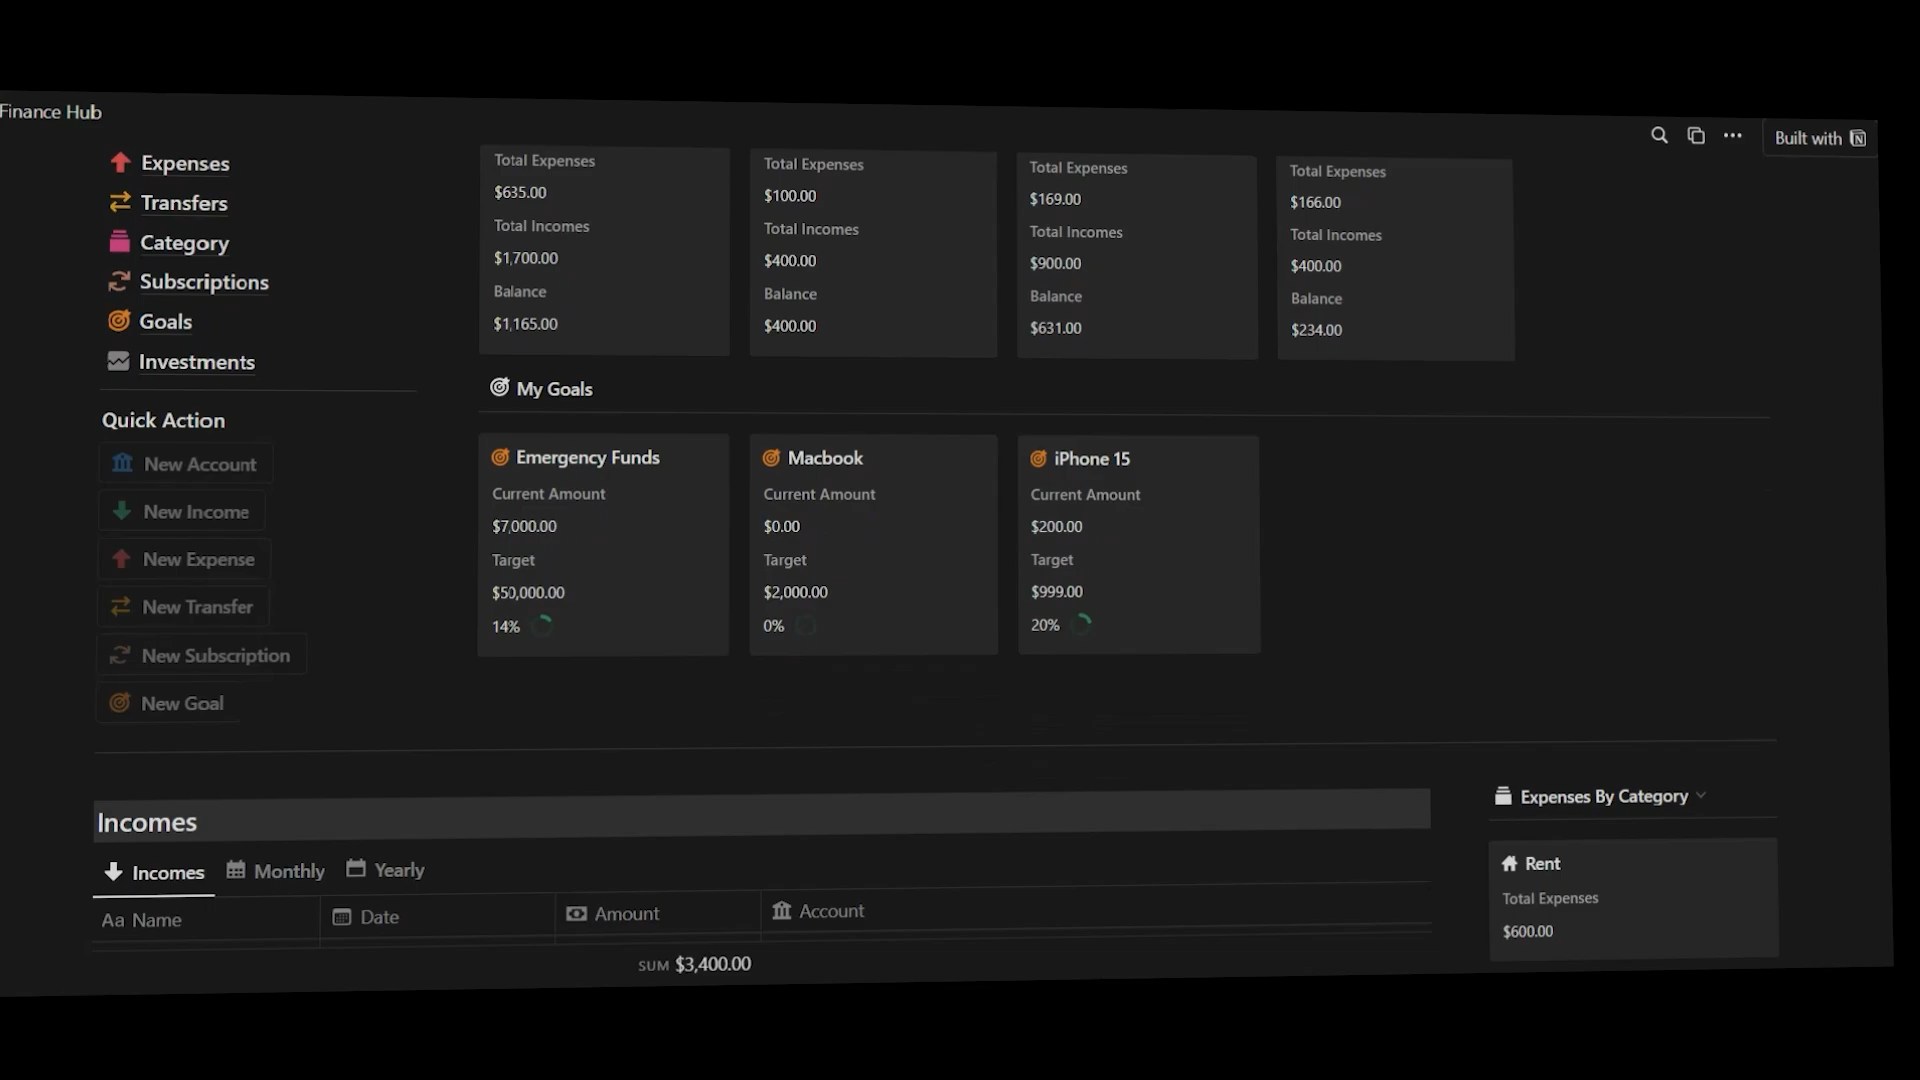 Finance Hub
Built with
Expenses
Transfers
Category
Subscriptions
Goals
Investments
Quick Action
New Account
New Income
New Expense
New Transfer
New Subscription
New Goal
Total Expenses
$635.00
Total Incomes
$1,700.00
Balance
$1,165.00
Total Expenses
$100.00
Total Incomes
$400.00
Balance
$400.00
Total Expenses
$169.00
Total Incomes
$900.00
Balance
$631.00
Total Expenses
$166.00
Total Incomes
$400.00
Balance
$234.00
My Goals
Emergency Funds
Current Amount
$7,000.00
Target
$50,000.00
14%
Macbook
Current Amount
$0.00
Target
$2,000.00
0%
iPhone 15
Current Amount
$200.00
Target
$999.00
20%
Incomes
Incomes Monthly Yearly
Aa Name Date Amount Account
SUM $3,400.00
Expenses By Category
Rent
Total Expenses
$600.00